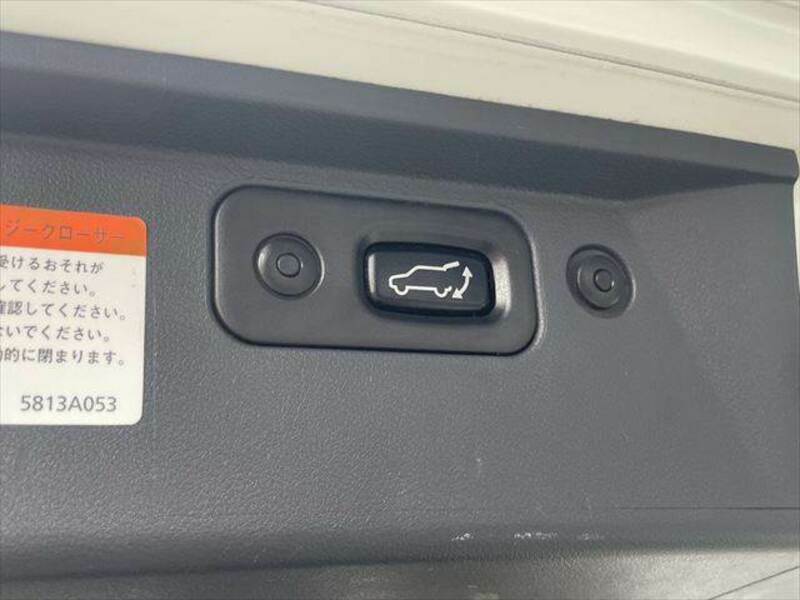 ジークローサー
受けるおそれが
してください。
確認してください。
ないでください。
的に閉まります。
5813A053